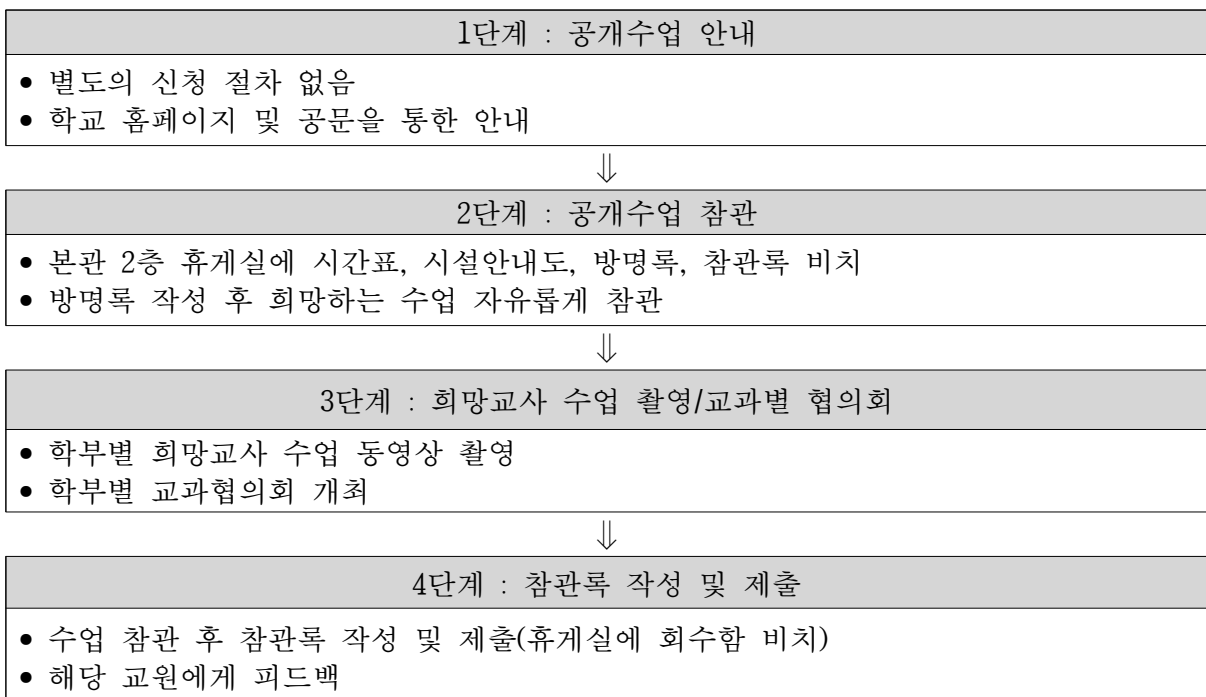 1단계 : 공개수업 안내
• 별도의 신청 절차 없음
• 학교 홈페이지 및 공문을 통한 안내
⇓
2단계 : 공개수업 참관
• 본관 2층 휴게실에 시간표, 시설안내도, 방명록, 참관록 비치
• 방명록 작성 후 희망하는 수업 자유롭게 참관
⇓
3단계 : 희망교사 수업 촬영/교과별 협의회
• 학부별 희망교사 수업 동영상 촬영
• 학부별 교과협의회 개최
⇓
4단계 : 참관록 작성 및 제출
• 수업 참관 후 참관록 작성 및 제출(휴게실에 회수함 비치)
• 해당 교원에게 피드백